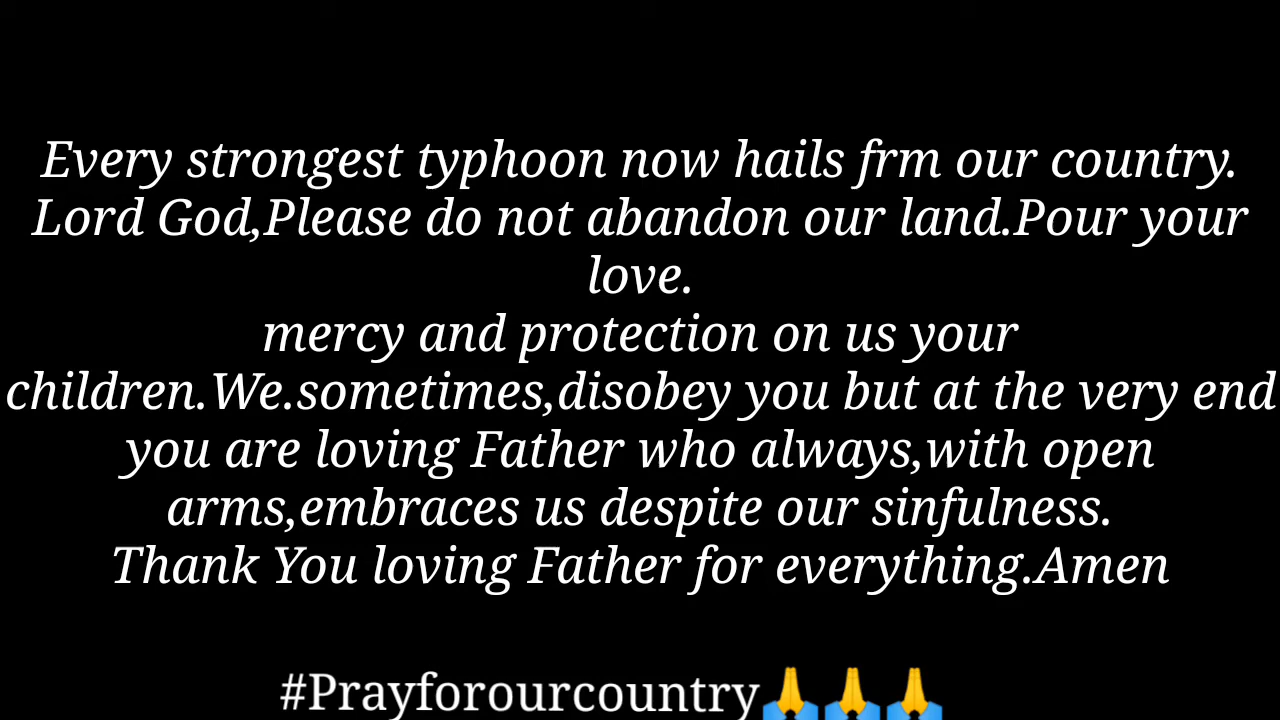 Every strongest typhoon now hails frm our country.
Lord God,Please do not abandon our land.Pour your
love.
mercy and protection on us your
children.We.sometimes,disobey you but at the very end
you are loving Father who always,with open
arms,embraces us despite our sinfulness.
Thank You loving Father for everything.Amen
#Prayforourcountry🙏🙏🙏